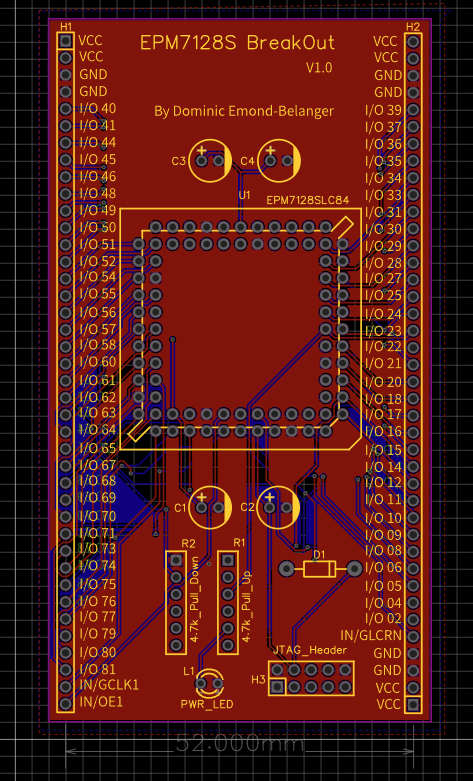 H1
H2
EPM7128S BreakOut
V1.0
By Dominic Emond-Belanger
VCC
VCC
GND
GND
I/O 40
I/O 41
I/O 44
I/O 45
I/O 46
I/O 48
I/O 49
I/O 50
I/O 51
I/O 52
I/O 54
I/O 55
I/O 56
I/O 57
I/O 58
I/O 60
I/O 61
I/O 62
I/O 63
I/O 64
I/O 65
I/O 67
I/O 68
I/O 69
I/O 70
I/O 71
I/O 73
I/O 74
I/O 75
I/O 76
I/O 77
I/O 79
I/O 80
I/O 81
IN/GCLK1
IN/OE1
C3
C4
U1
EPM7128SLC84
C1
C2
R2
R1
4.7k_Pull_Down
4.7k_Pull_Up
D1
L1
PWR_LED
JTAG_Header
H3
VCC
VCC
GND
GND
I/O 39
I/O 37
I/O 36
I/O 35
I/O 34
I/O 33
I/O 31
I/O 30
I/O 29
I/O 28
I/O 27
I/O 25
I/O 24
I/O 23
I/O 22
I/O 21
I/O 20
I/O 18
I/O 17
I/O 16
I/O 15
I/O 14
I/O 12
I/O 11
I/O 10
I/O 09
I/O 08
I/O 06
I/O 05
I/O 04
I/O 02
IN/GLCRN
GND
GND
VCC
VCC
52.000mm